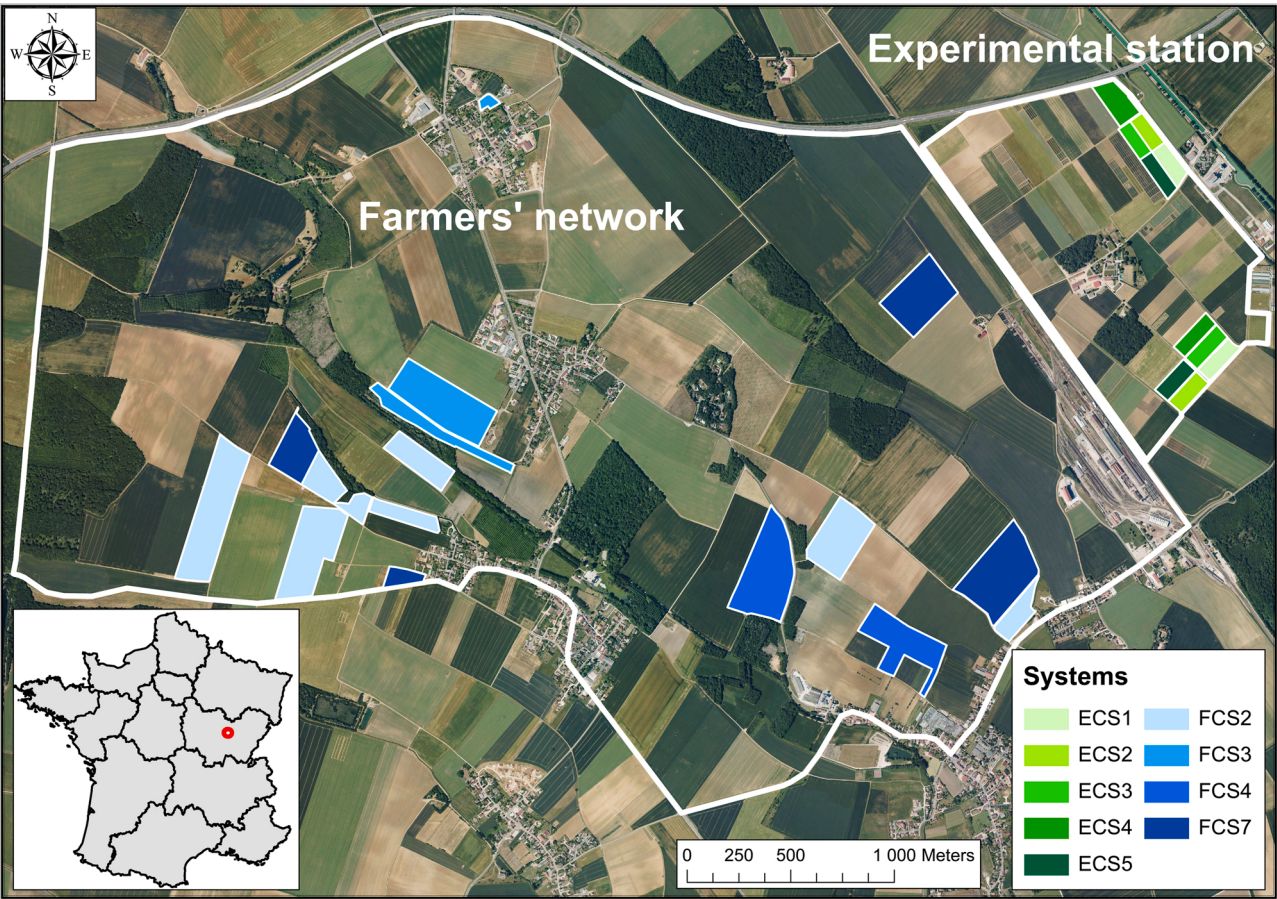 N
W E
S
Experimental station
Farmers' network
Systems
ECS1 FCS2
ECS2 FCS3
ECS3 FCS4
ECS4 FCS7
ECS5
0 250 500 1 000 Meters